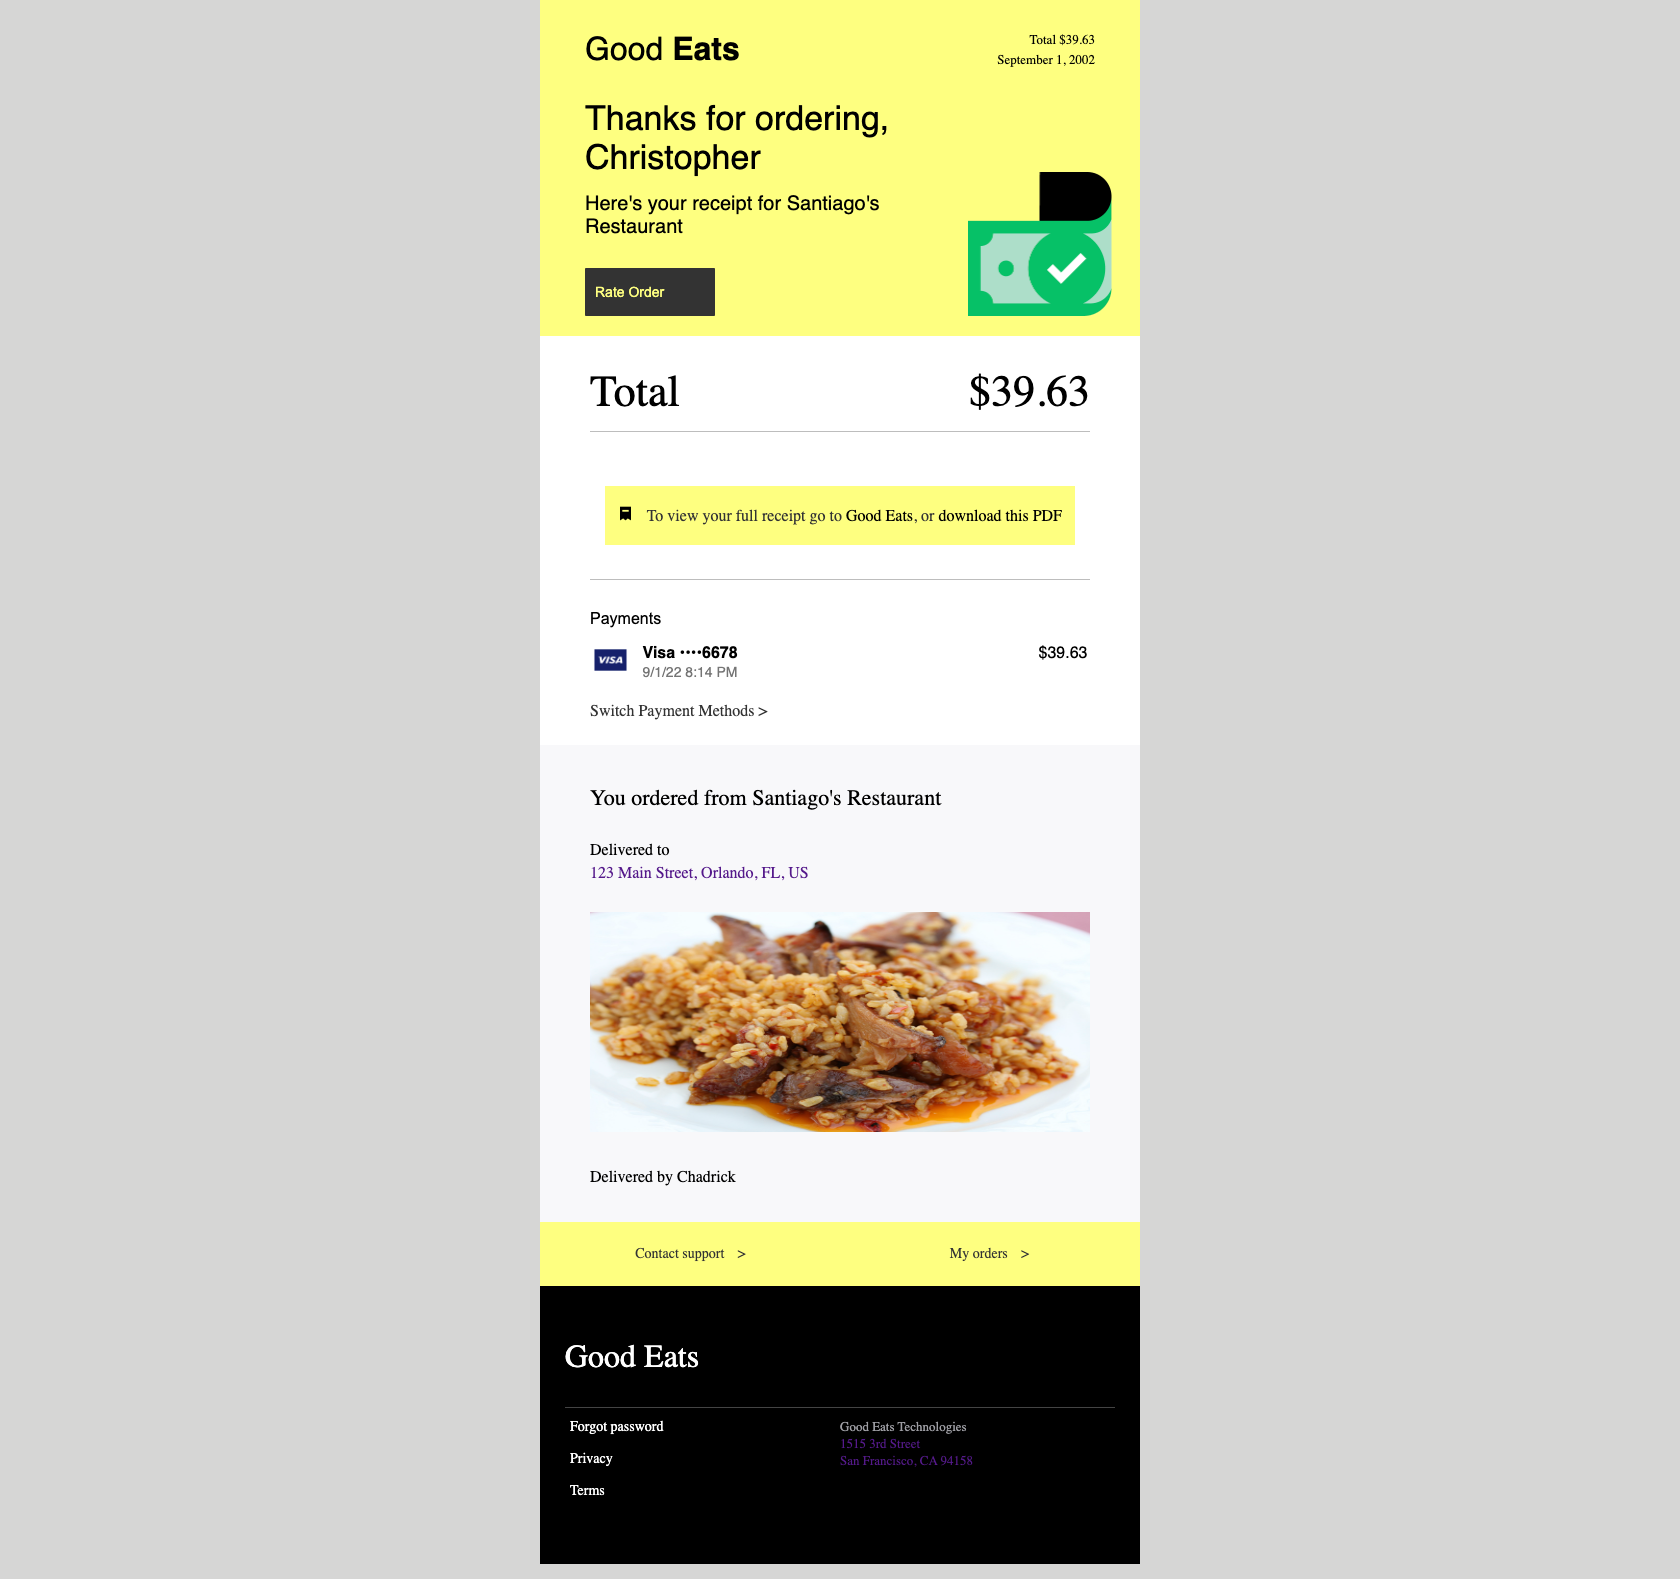 Good Eats
Total $39.63
September 1, 2002
Thanks for ordering,
Christopher
Here's your receipt for Santiago's
Restaurant
Rate Order
Total $39.63
To view your full receipt go to Good Eats, or download this PDF
Payments
VISA Visa ••••6678 $39.63
9/1/22 8:14 PM
Switch Payment Methods >
You ordered from Santiago's Restaurant
Delivered to
123 Main Street, Orlando, FL, US
Delivered by Chadrick
Contact support >
My orders >
Good Eats
Forgot password
Privacy
Terms
Good Eats Technologies
1515 3rd Street
San Francisco, CA 94158